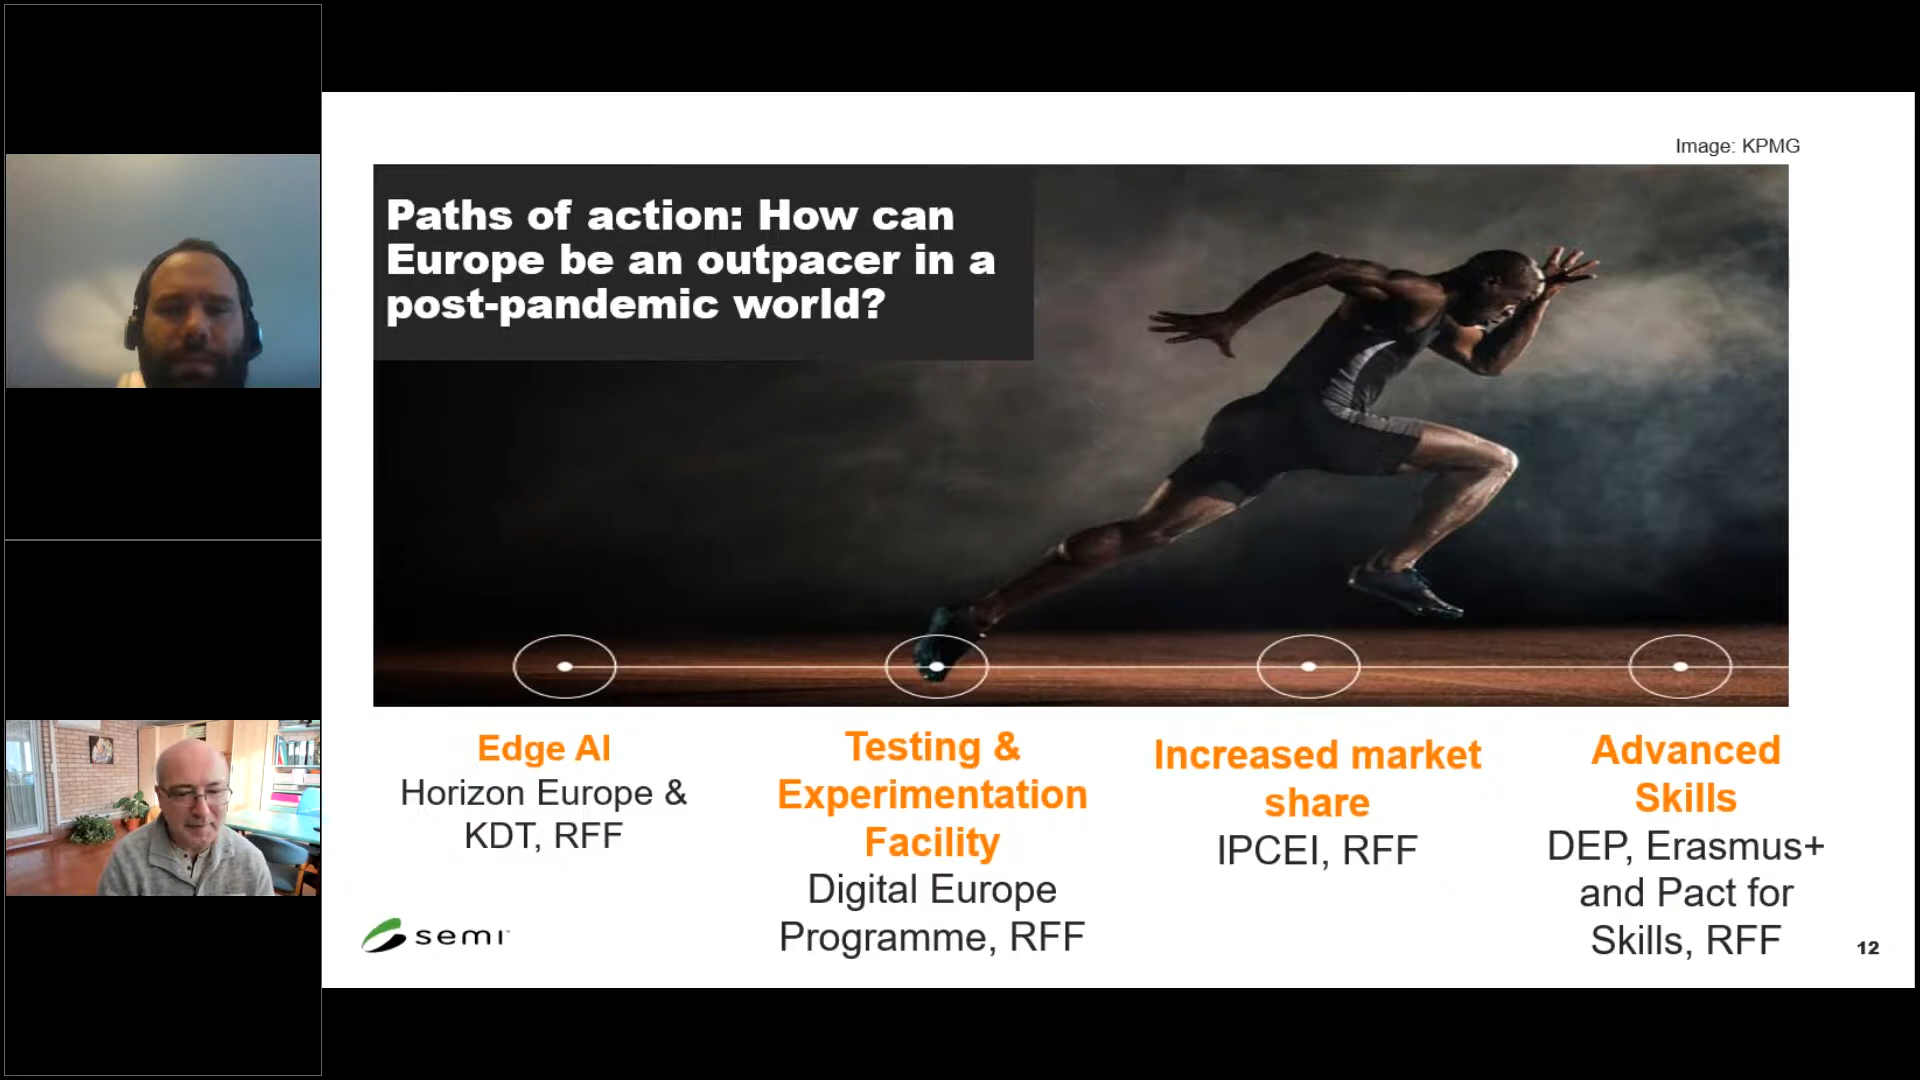 Image: KPMG
Paths of action: How can
Europe be an outpacer in a
post-pandemic world?
Edge AI
Horizon Europe &
KDT, RFF
Testing &
Experimentation
Facility
Digital Europe
Programme, RFF
Increased market
share
IPCEI, RFF
Advanced
Skills
DEP, Erasmus+
and Pact for
Skills, RFF
semi
12